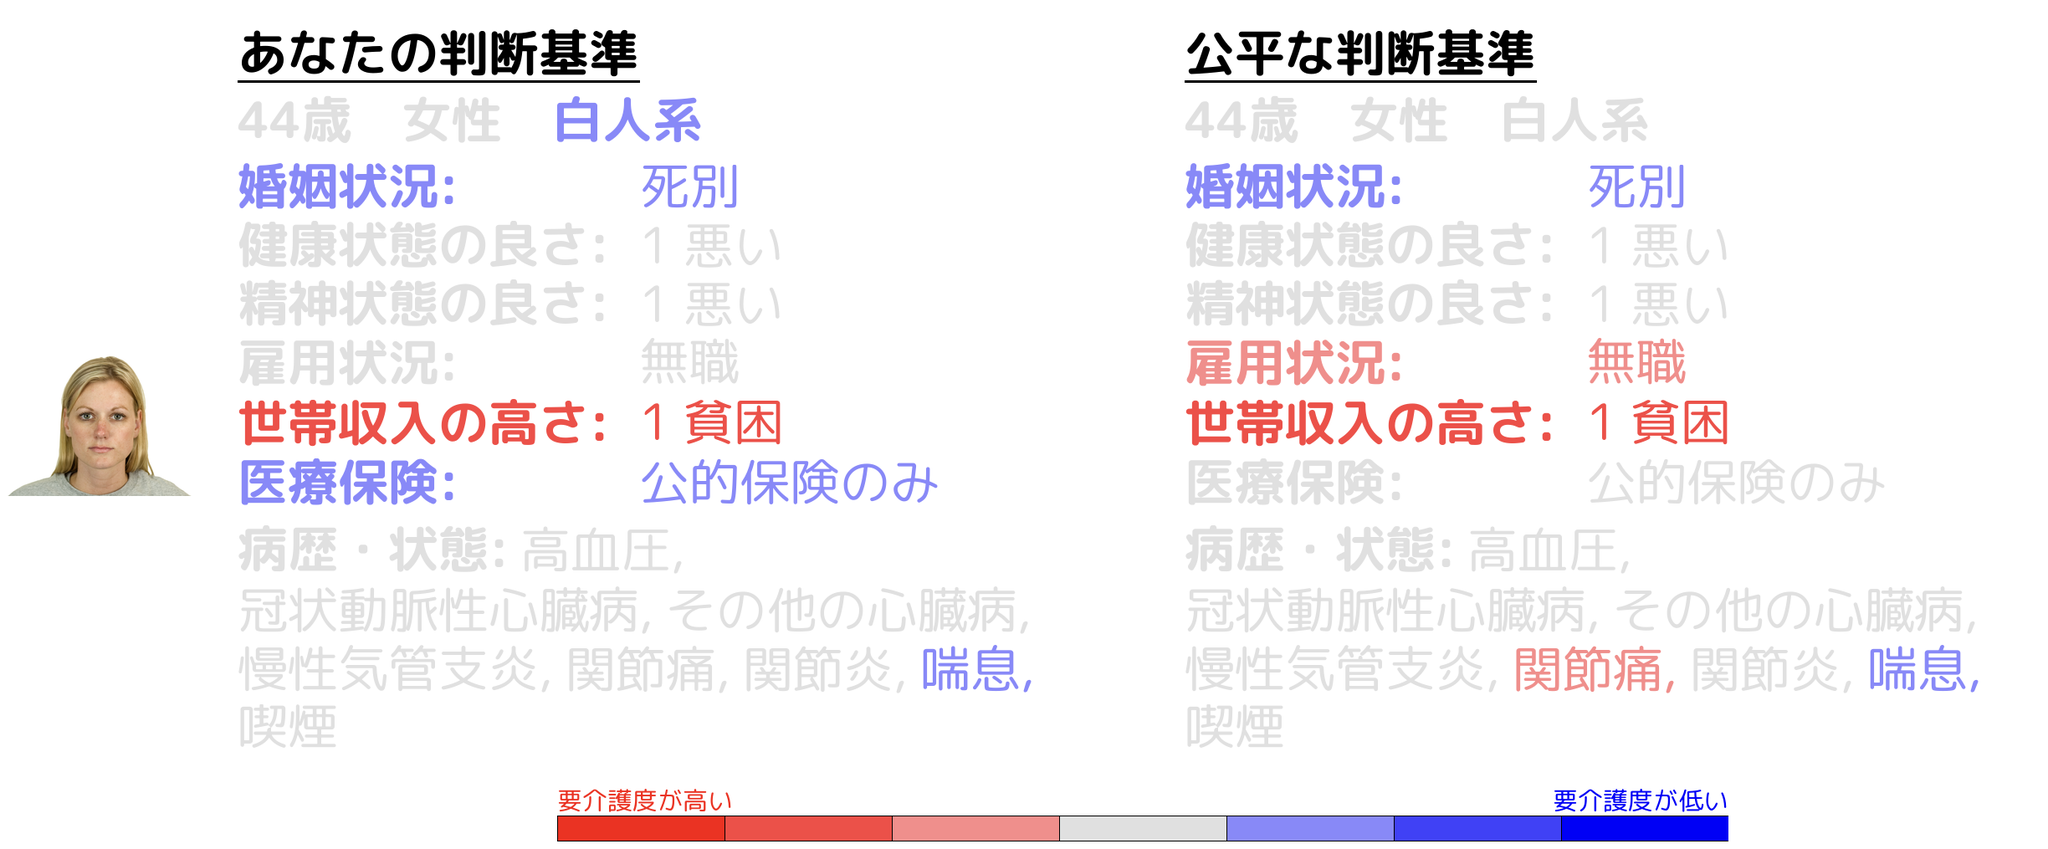 あなたの判断基準
44歳 女性 白人系
婚姻状況: 死別
健康状態の良さ: 1 悪い
精神状態の良さ: 1 悪い
雇用状況: 無職
世帯収入の高さ: 1 貧困
医療保険: 公的保険のみ
病歴・状態: 高血圧,
冠状動脈性心臓病, その他の心臓病,
慢性気管支炎, 関節痛, 関節炎, 喘息,
喫煙
公平な判断基準
44歳 女性 白人系
婚姻状況: 死別
健康状態の良さ: 1 悪い
精神状態の良さ: 1 悪い
雇用状況: 無職
世帯収入の高さ: 1 貧困
医療保険: 公的保険のみ
病歴・状態: 高血圧,
冠状動脈性心臓病, その他の心臓病,
慢性気管支炎, 関節痛, 関節炎, 喘息,
喫煙
要介護度が高い
要介護度が低い